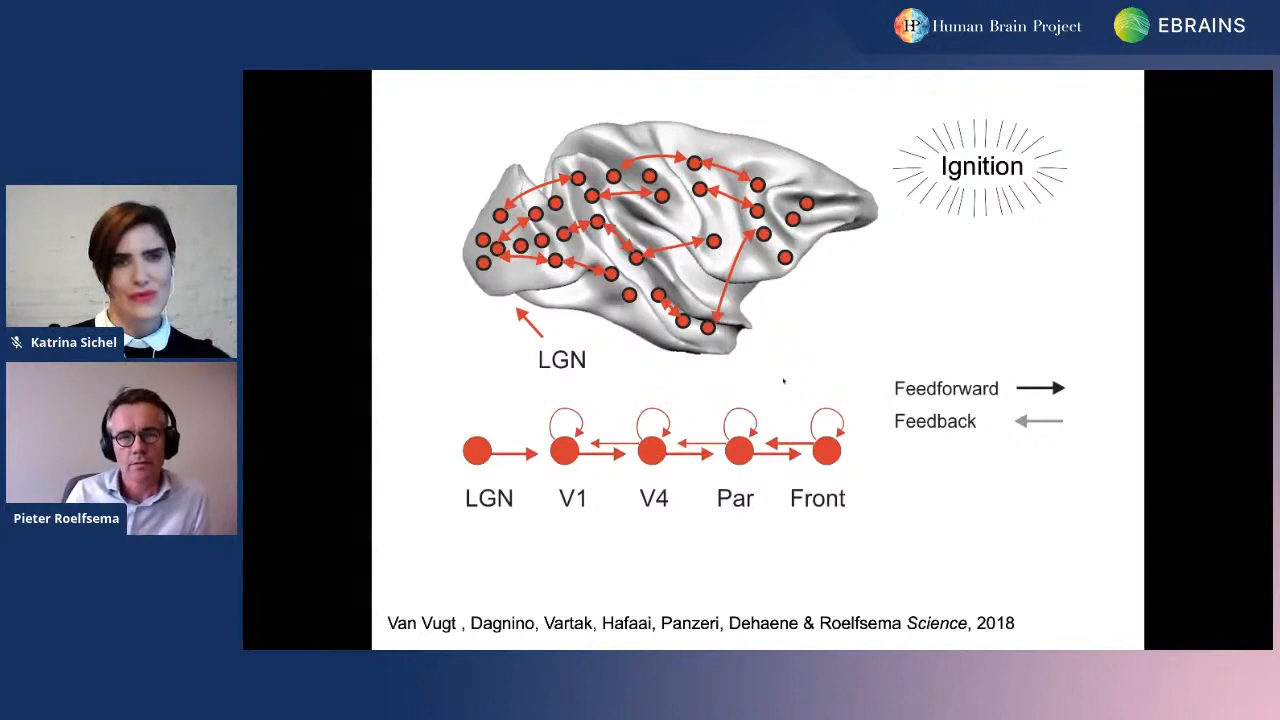 HP Human Brain Project
EBRAINS
Ignition
Katrina Sichel
LGN
Feedforward
Feedback
Pieter Roelfsema
LGN V1 V4 Par Front
Van Vugt , Dagnino, Vartak, Hafaai, Panzeri, Dehaene & Roelfsema Science, 2018